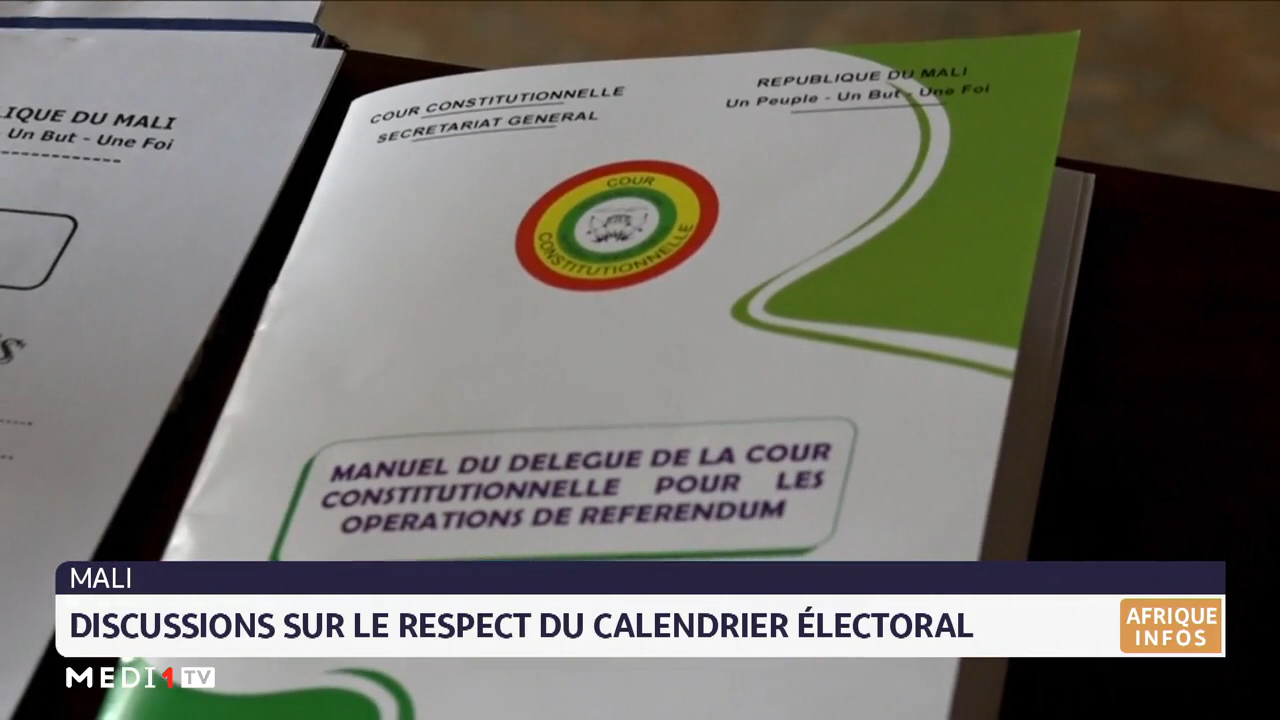 LIQUE DU MALI
- Un But - Une Foi
COUR CONSTITUTIONNELLE
SECRETARIAT GENERAL
REPUBLIQUE DU MALI
Un Peuple - Un But - Une Foi
COUR
CONSTITUTIONNELLE
MANUEL DU DELEGUE DE LA COUR
CONSTITUTIONNELLE POUR LES
OPERATIONS DE REFERENDUM
MALI
DISCUSSIONS SUR LE RESPECT DU CALENDRIER ÉLECTORAL
AFRIQUE
INFOS
MEDI1 TV